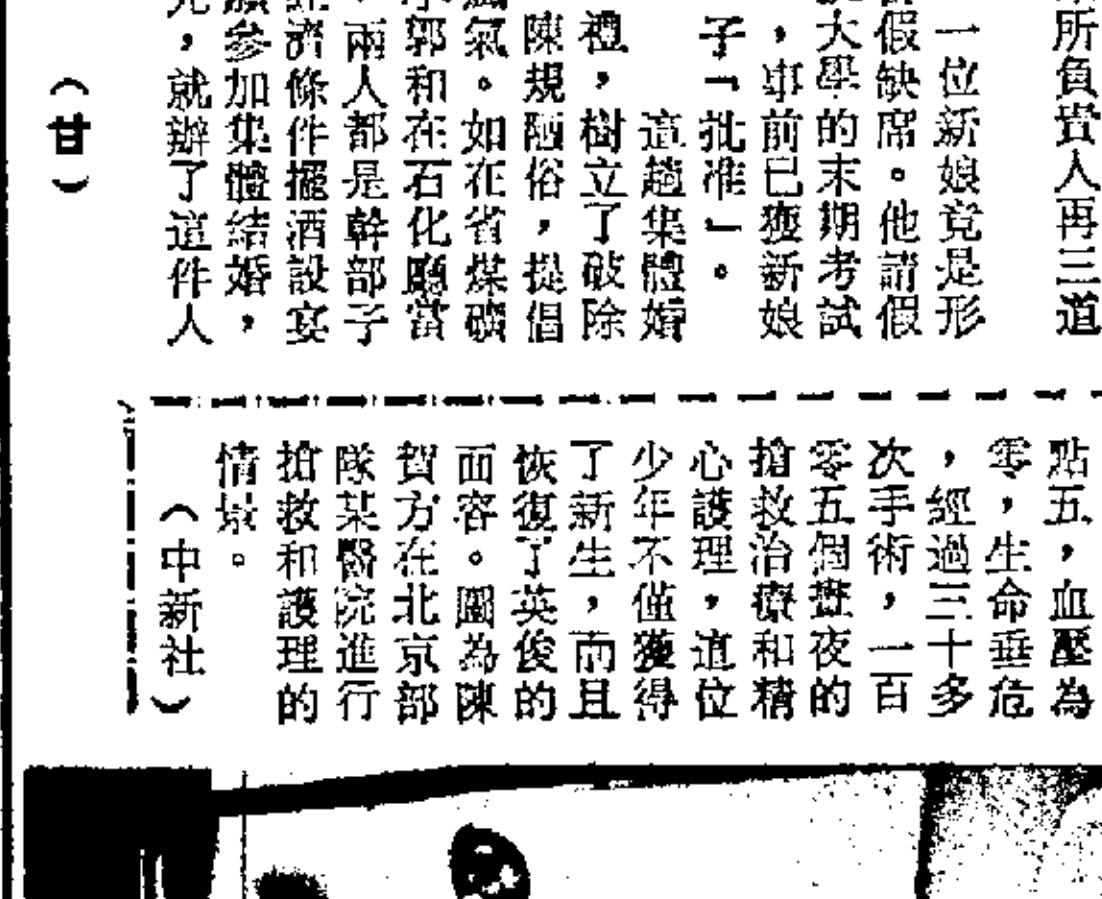 所負責人再三道
一位新娘竟是形
假缺席。他請假
大學的末期考試
，事前已獲新娘
子「批准」。
這趟集體婚
禮，樹立了破除
陳規陋俗，提倡
氣。如在省煤礦
郭和在石化廳當
兩人都是幹部子
濟條件擺酒設宴
參加集體結婚，
，就辦了這件人
（甘）
點五，血壓為
零，生命垂危
，經過三十多
次手術，一百
零五個晝夜的
搶救治療和精
心護理，這位
少年不僅獲得
了新生，而且
恢復了英俊的
面容。圖為陳
賀方在北京部
隊某醫院進行
搶救和護理的
情景。
（中新社）